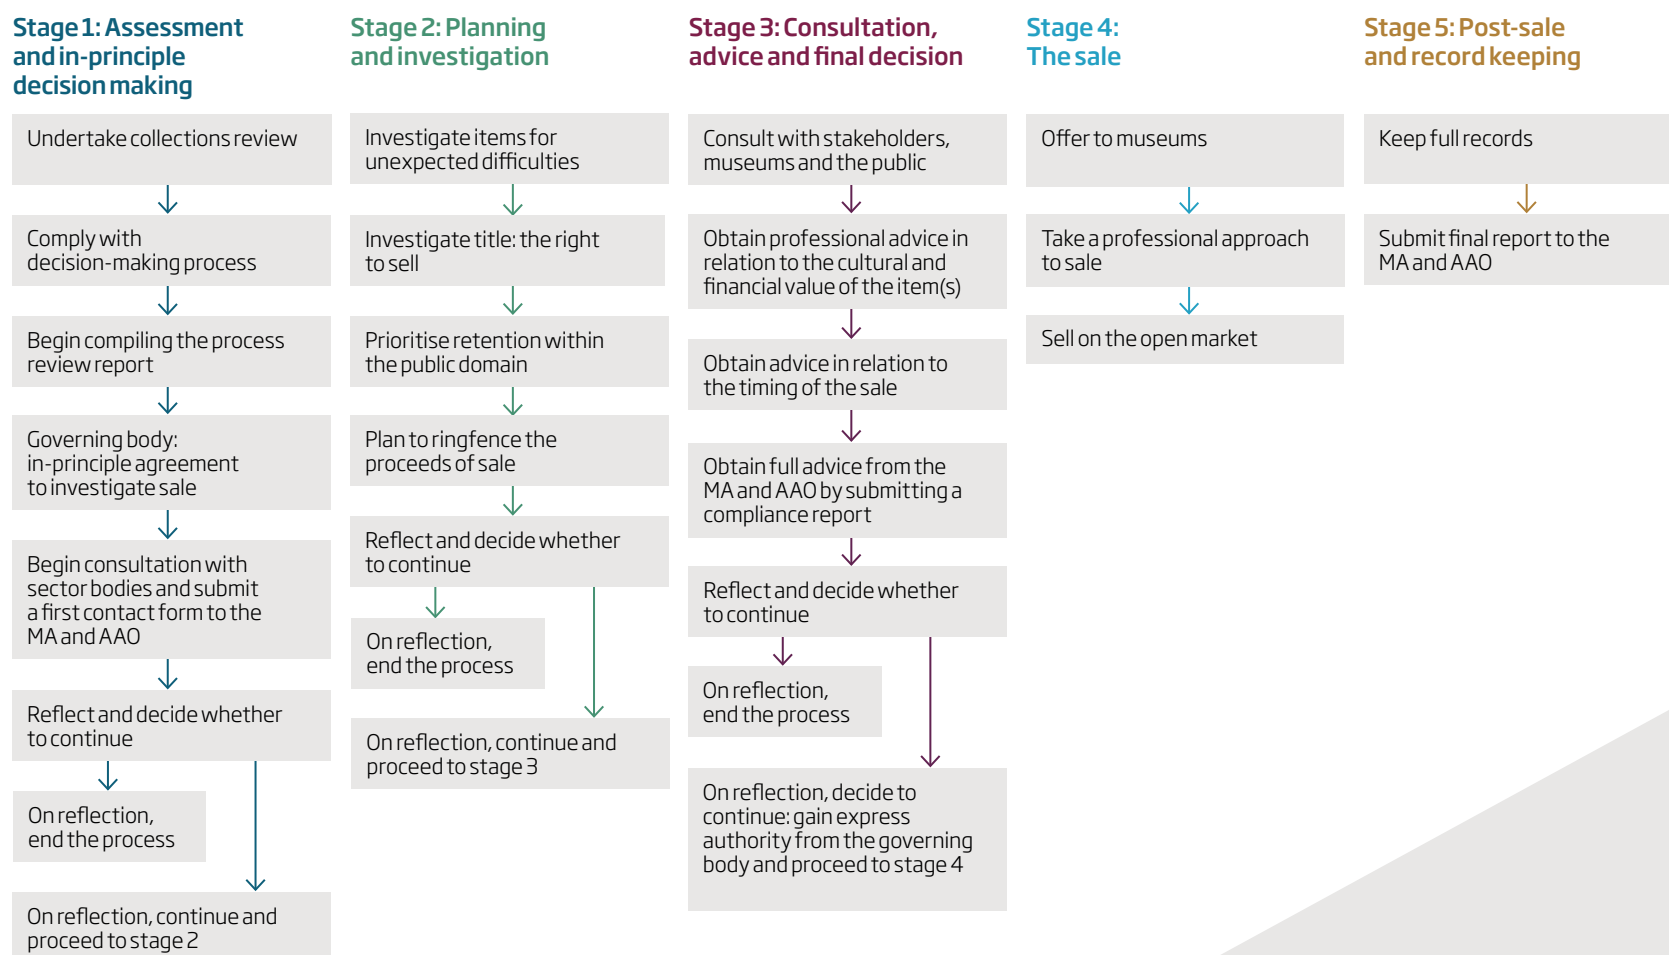 Stage 1: Assessment
and in-principle
decision making
Undertake collections review
Comply with
decision-making process
Begin compiling the process
review report
Governing body:
in-principle agreement
to investigate sale
Begin consultation with
sector bodies and submit
a first contact form to the
MA and AAO
Reflect and decide whether
to continue
On reflection,
end the process
On reflection, continue and
proceed to stage 2
Stage 2: Planning
and investigation
Investigate items for
unexpected difficulties
Investigate title: the right
to sell
Prioritise retention within
the public domain
Plan to ringfence the
proceeds of sale
Reflect and decide whether
to continue
On reflection,
end the process
On reflection, continue and
proceed to stage 3
Stage 3: Consultation,
advice and final decision
Consult with stakeholders,
museums and the public
Obtain professional advice in
relation to the cultural and
financial value of the item(s)
Obtain advice in relation to
the timing of the sale
Obtain full advice from the
MA and AAO by submitting a
compliance report
Reflect and decide whether
to continue
On reflection,
end the process
On reflection, decide to
continue: gain express
authority from the governing
body and proceed to stage 4
Stage 4:
The sale
Offer to museums
Take a professional approach
to sale
Sell on the open market
Stage 5: Post-sale
and record keeping
Keep full records
Submit final report to the
MA and AAO